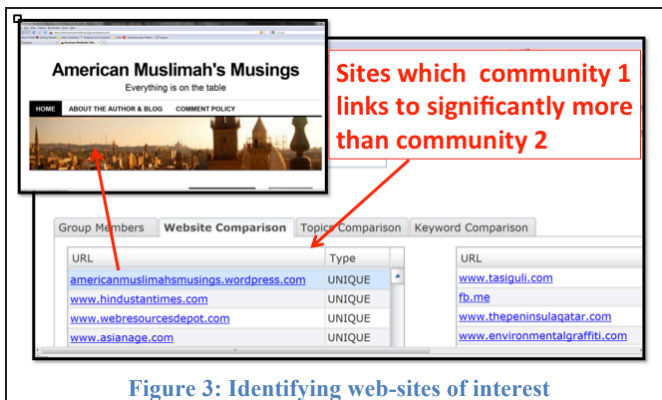 American Muslimah's Musings
Everything is on the table
HOME ABOUT THE AUTHOR & BLOG COMMENT POLICY
Sites which community 1
links to significantly more
than community 2
Group Members Website Comparison Topics Comparison Keyword Comparison
URL Type URL
americanmuslimahsmusings.wordpress.com UNIQUE www.tasiguli.com
www.hindustantimes.com UNIQUE fb.me
www.webresourcesdepot.com UNIQUE www.thepeninsulaqatar.com
www.asianage.com UNIQUE www.environmentalgraffiti.com
Figure 3: Identifying web-sites of interest